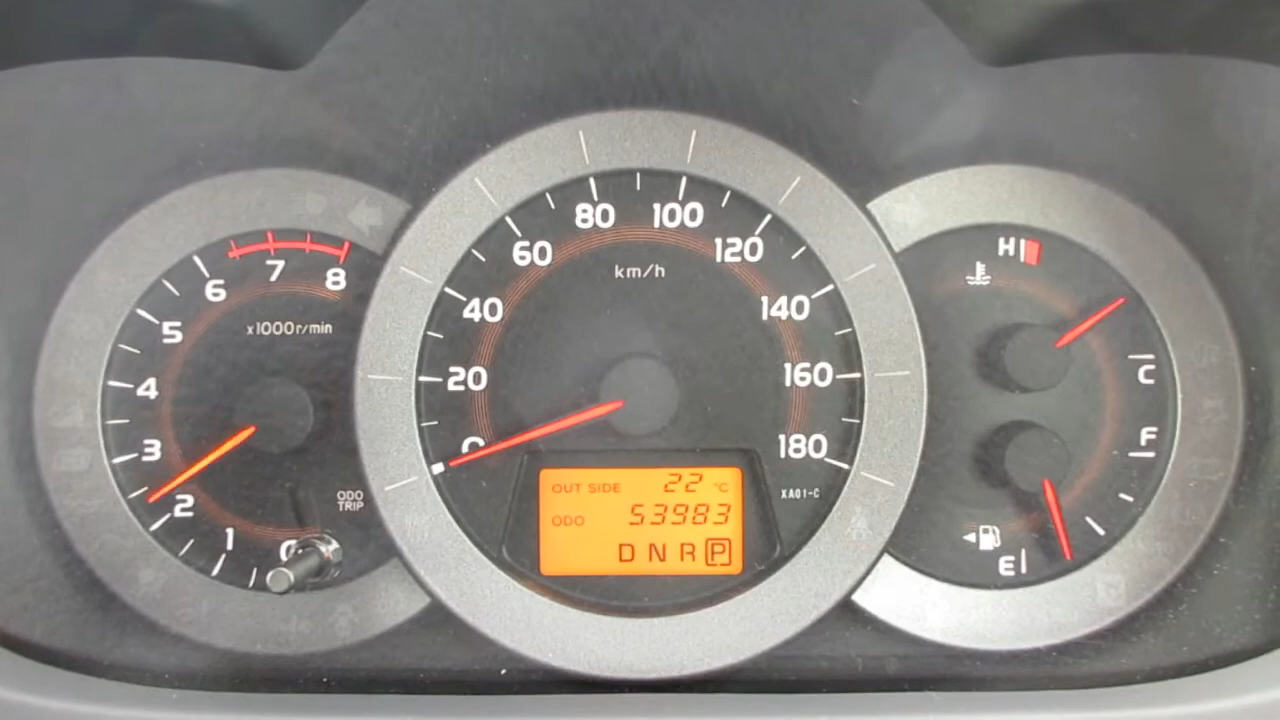 0
1
2
3
4
5
6
7
8
x1000r/min
ODO
TRIP
0
20
40
60
80
100
120
140
160
180
km/h
XA01-C
OUT SIDE 22 °C
ODO 53983
D N R P
H
C
F
E